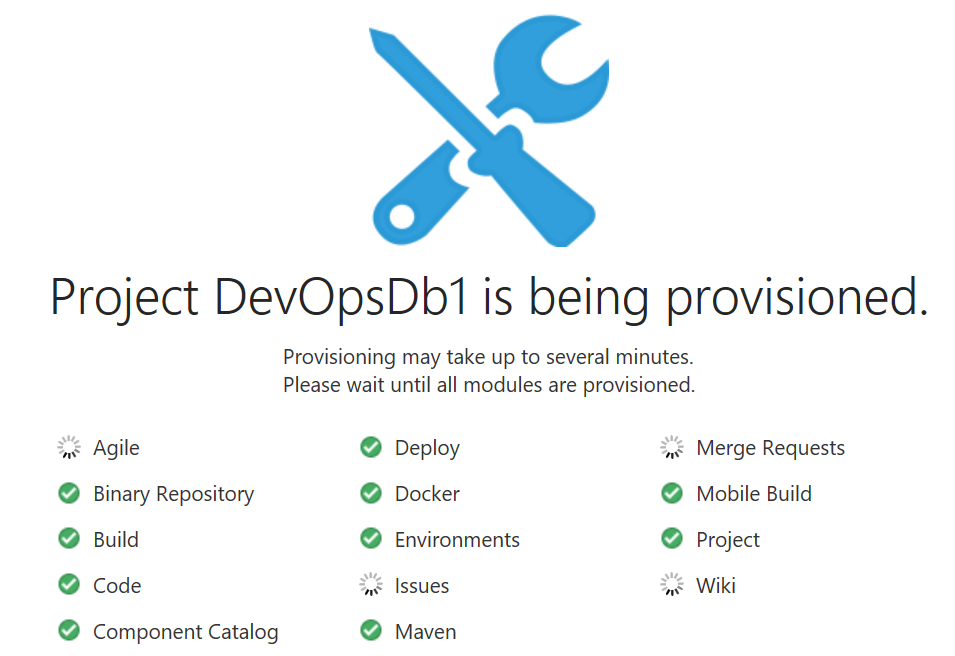 Project DevOpsDb1 is being provisioned.
Provisioning may take up to several minutes.
Please wait until all modules are provisioned.
Agile
Binary Repository
Build
Code
Component Catalog
Deploy
Docker
Environments
Issues
Maven
Merge Requests
Mobile Build
Project
Wiki